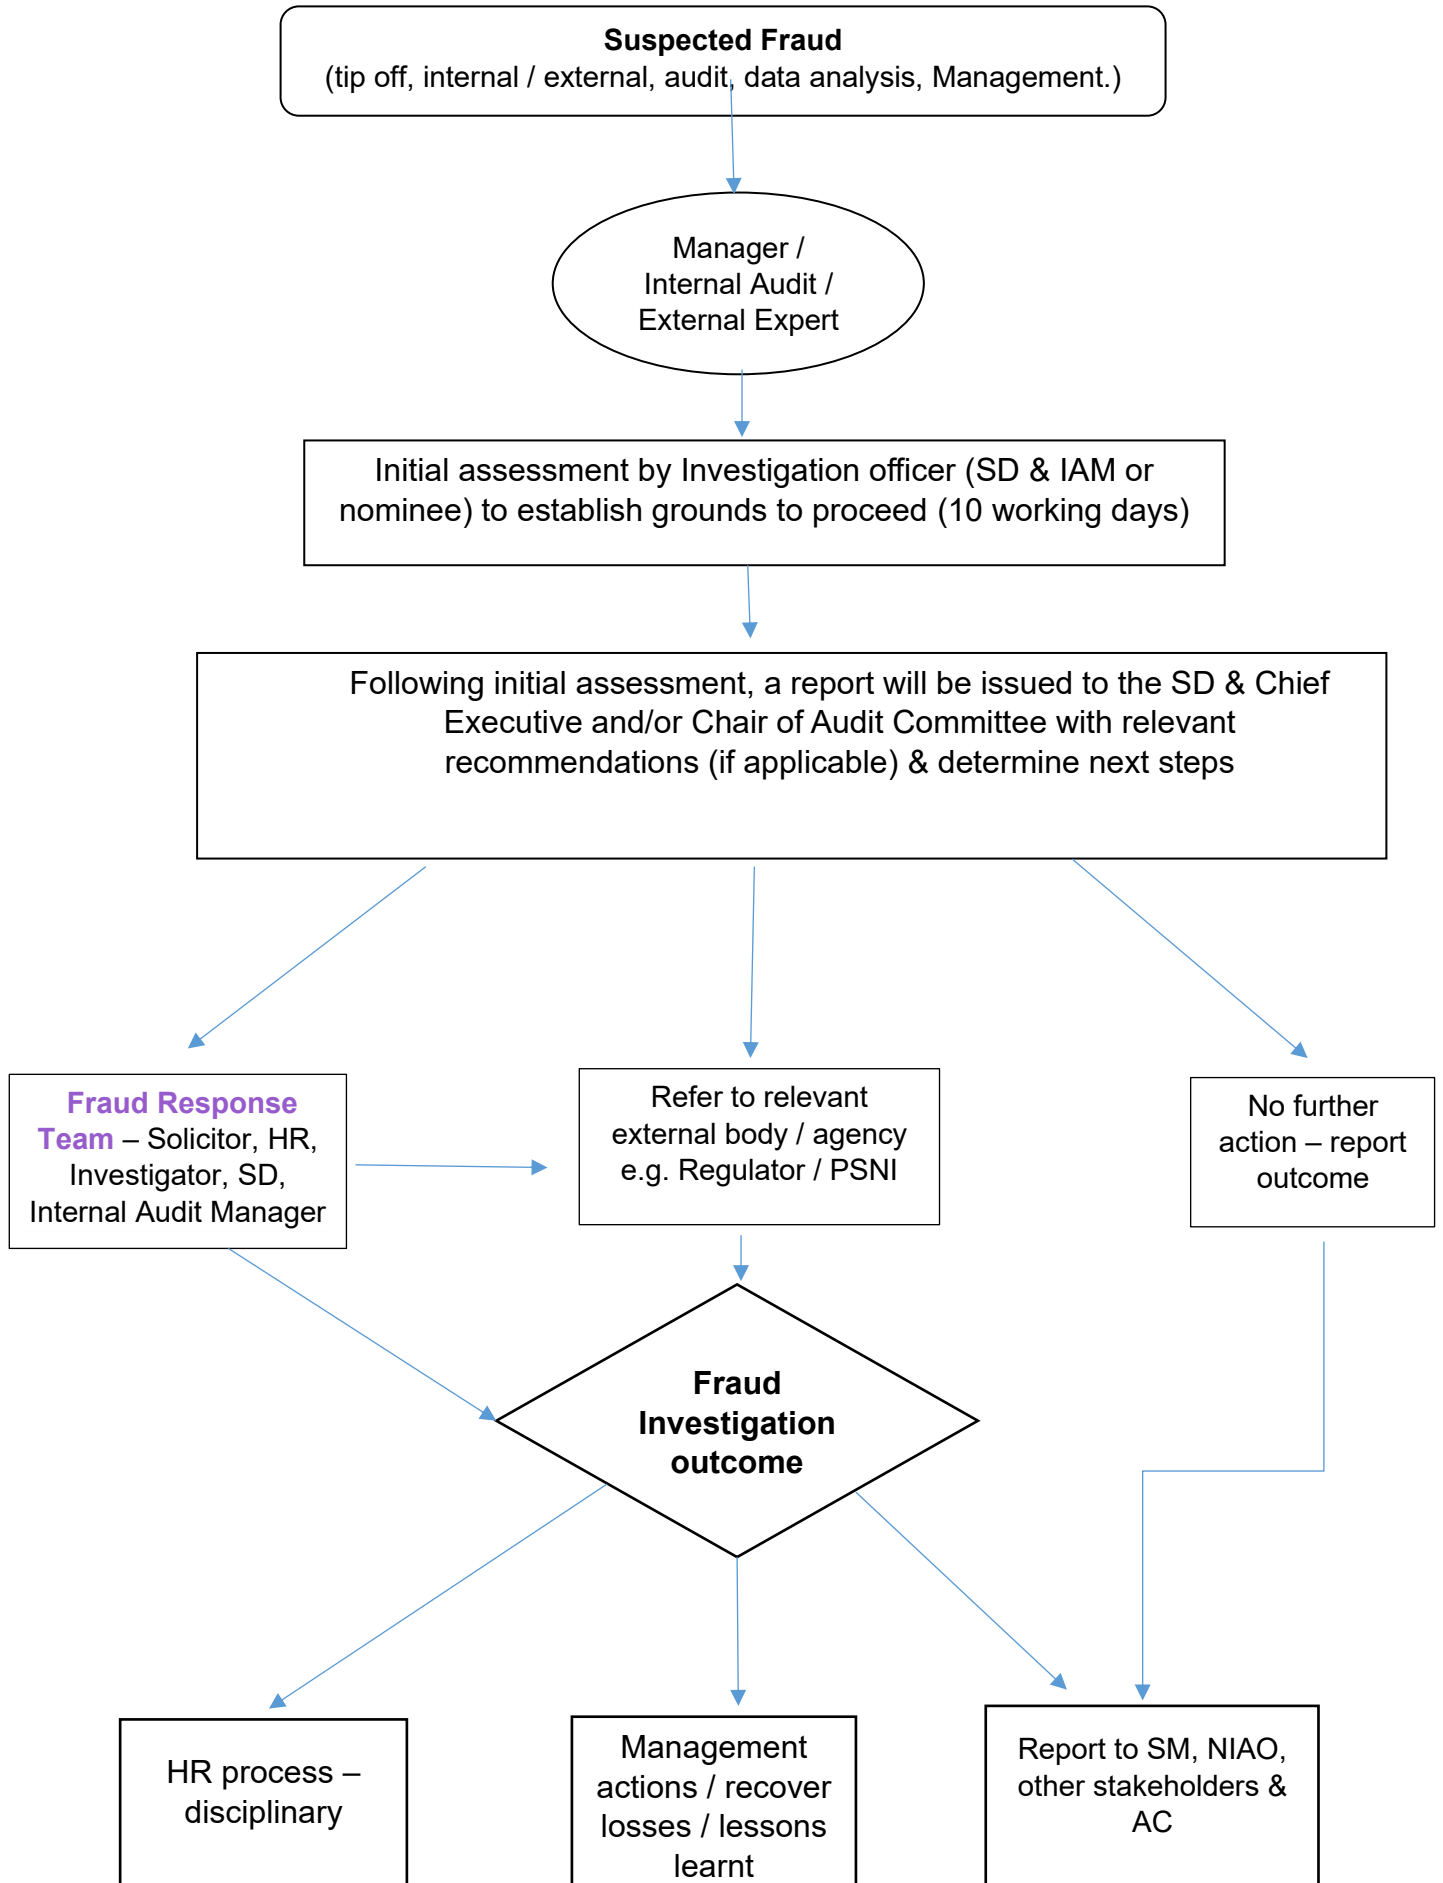 Suspected Fraud
(tip off, internal / external, audit, data analysis, Management.)
Manager /
Internal Audit /
External Expert
Initial assessment by Investigation officer (SD & IAM or
nominee) to establish grounds to proceed (10 working days)
Following initial assessment, a report will be issued to the SD & Chief
Executive and/or Chair of Audit Committee with relevant
recommendations (if applicable) & determine next steps
Fraud Response
Team – Solicitor, HR,
Investigator, SD,
Internal Audit Manager
Refer to relevant
external body / agency
e.g. Regulator / PSNI
No further
action – report
outcome
Fraud
Investigation
outcome
HR process –
disciplinary
Management
actions / recover
losses / lessons
learnt
Report to SM, NIAO,
other stakeholders &
AC